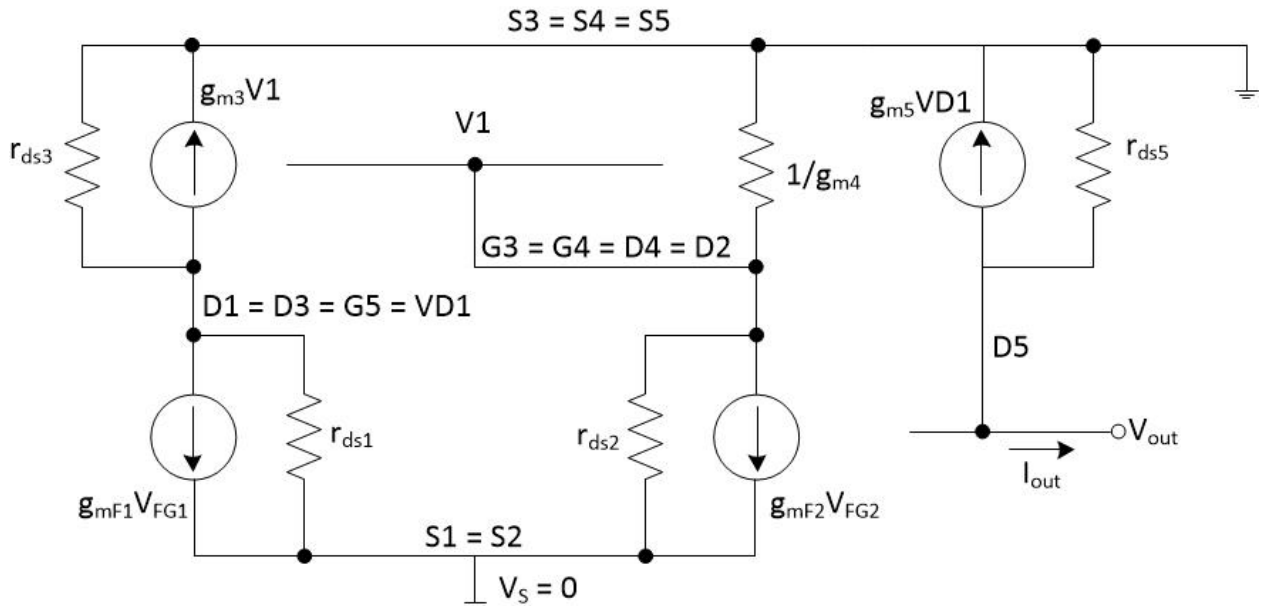 S3 = S4 = S5
gm3V1
gm5VD1
V1
rds3
rds5
1/gm4
G3 = G4 = D4 = D2
D1 = D3 = G5 = VD1
D5
rds1
rds2
Vout
Iout
gmF1VFG1
gmF2VFG2
S1 = S2
VS = 0